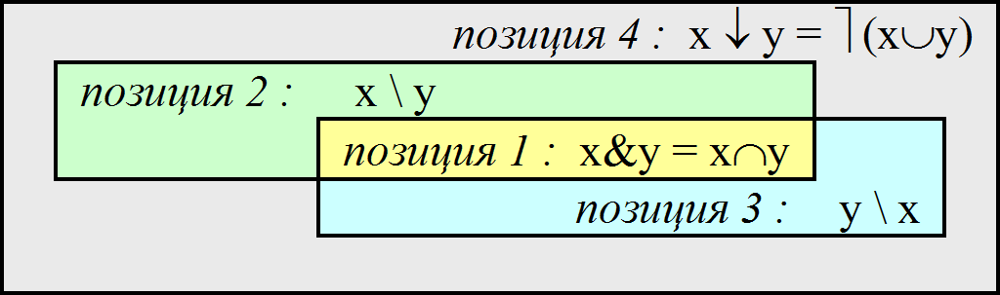 позиция 4 : x ↓ y = ⌉(x∪y)
позиция 2 : x \ y
позиция 1 : x&y = x∩y
позиция 3 : y \ x